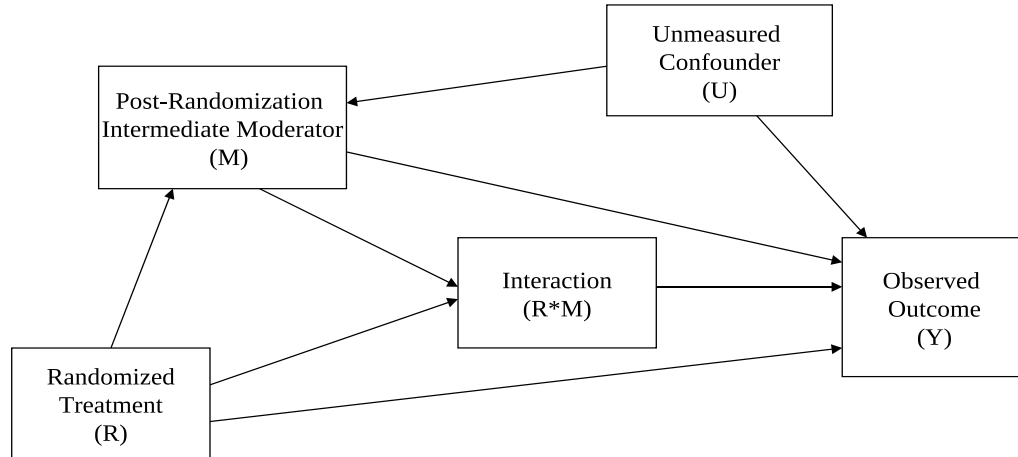 Unmeasured
Confounder
(U)
Post-Randomization
Intermediate Moderator
(M)
Interaction
(R*M)
Observed
Outcome
(Y)
Randomized
Treatment
(R)